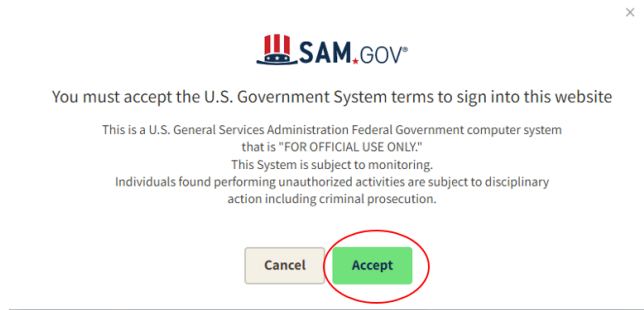 ×
SAM.GOV®
You must accept the U.S. Government System terms to sign into this website
This is a U.S. General Services Administration Federal Government computer system
that is "FOR OFFICIAL USE ONLY."
This System is subject to monitoring.
Individuals found performing unauthorized activities are subject to disciplinary
action including criminal prosecution.
Cancel Accept